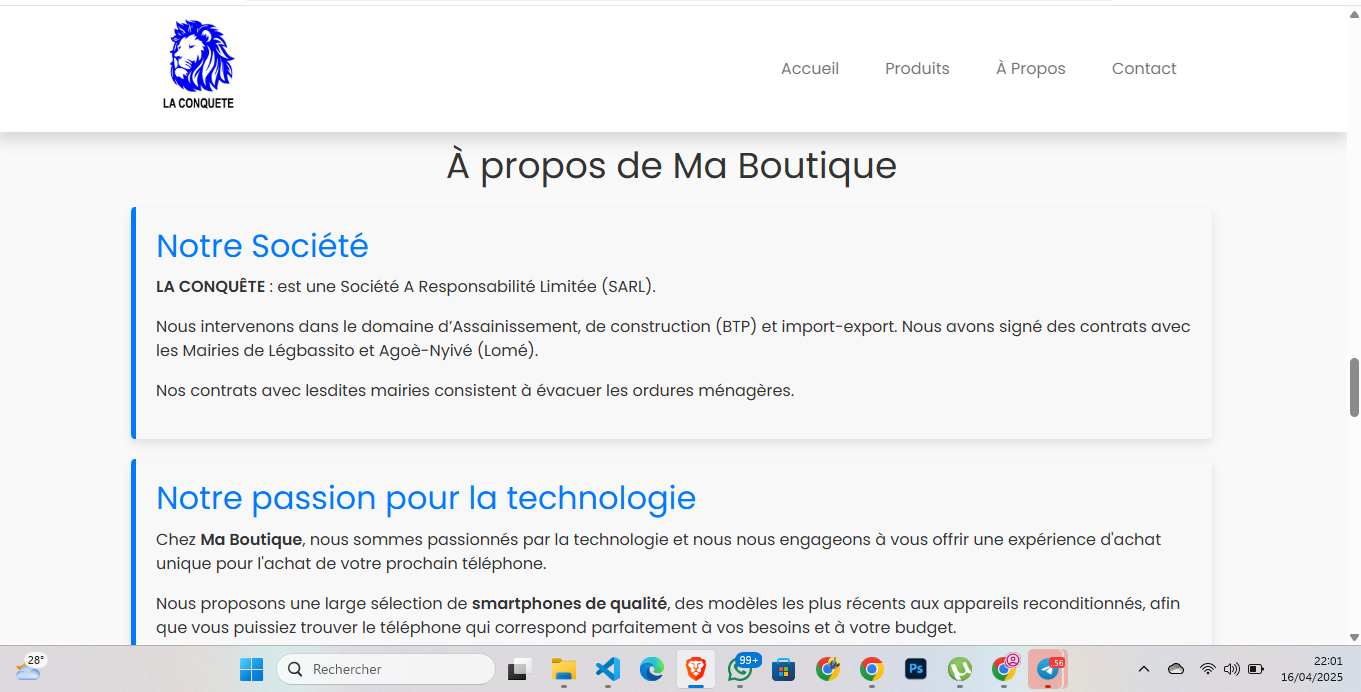 LA CONQUETE
Accueil Produits À Propos Contact
À propos de Ma Boutique
Notre Société
LA CONQUÊTE : est une Société A Responsabilité Limitée (SARL).
Nous intervenons dans le domaine d’Assainissement, de construction (BTP) et import-export. Nous avons signé des contrats avec
les Mairies de Légbassito et Agoè-Nyivé (Lomé).
Nos contrats avec lesdites mairies consistent à évacuer les ordures ménagères.
Notre passion pour la technologie
Chez Ma Boutique, nous sommes passionnés par la technologie et nous nous engageons à vous offrir une expérience d'achat
unique pour l'achat de votre prochain téléphone.
Nous proposons une large sélection de smartphones de qualité, des modèles les plus récents aux appareils reconditionnés, afin
que vous puissiez trouver le téléphone qui correspond parfaitement à vos besoins et à votre budget.
28°
Rechercher
99+
Ps
56
22:01
16/04/2025